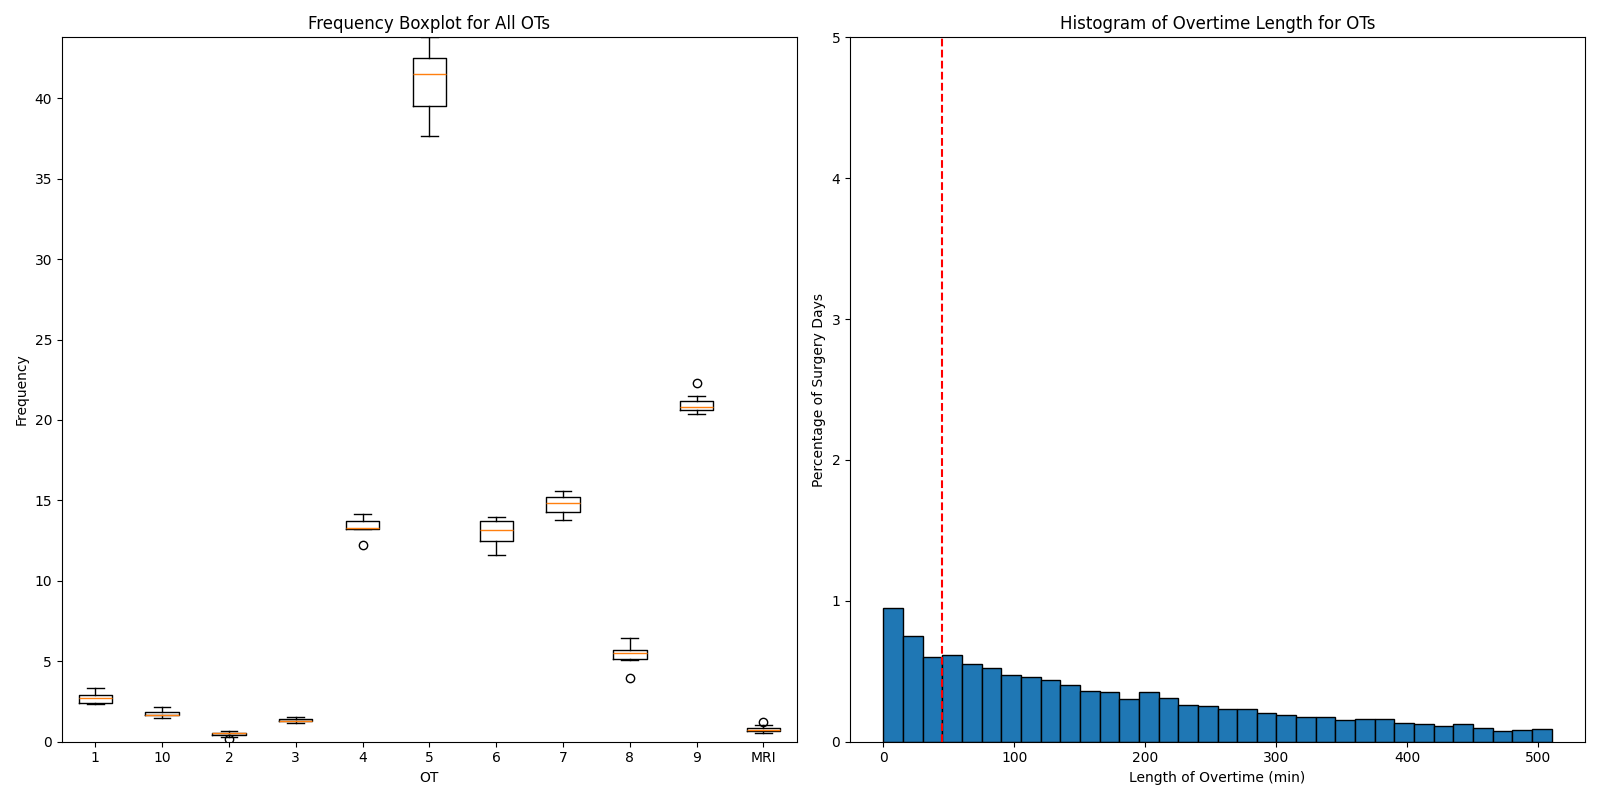 Frequency Boxplot for All OTs
Frequency
40
35
30
25
20
15
10
5
0
1 10 2 3 4 5 6 7 8 9 MRI
OT
Histogram of Overtime Length for OTs
Percentage of Surgery Days
5
4
3
2
1
0
0 100 200 300 400 500
Length of Overtime (min)